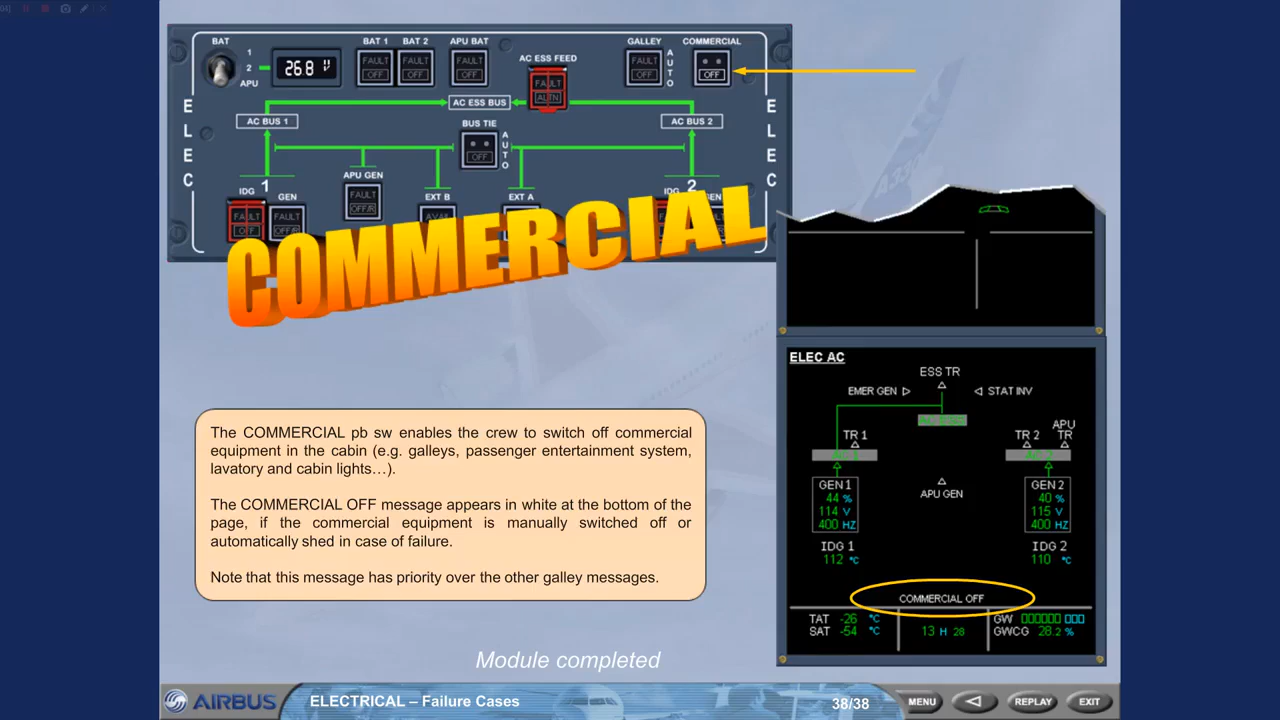 BAT
1
2
APU
26.8 V
BAT 1
FAULT
OFF
BAT 2
FAULT
OFF
APU BAT
FAULT
OFF
AC ESS FEED
FAULT
ALTN
GALLEY
FAULT
OFF
AUTO
COMMERCIAL
OFF
ELEC
ELEC
AC ESS BUS
AC BUS 1
AC BUS 2
BUS TIE
OFF
AUTO
IDG 1
GEN
FAULT
OFF
FAULT
OFF/R
APU GEN
FAULT
OFF/R
EXT B
AVAIL
EXT A
IDG
2
GEN
COMMERCIAL
The COMMERCIAL pb sw enables the crew to switch off commercial
equipment in the cabin (e.g. galleys, passenger entertainment system,
lavatory and cabin lights…).
The COMMERCIAL OFF message appears in white at the bottom of the
page, if the commercial equipment is manually switched off or
automatically shed in case of failure.
Note that this message has priority over the other galley messages.
ELEC AC
ESS TR
EMER GEN
STAT INV
TR 1
TR 2
APU
TR
GEN 1
44 %
114 V
400 HZ
APU GEN
GEN 2
40 %
115 V
400 HZ
IDG 1
112 °C
IDG 2
110 °C
COMMERCIAL OFF
TAT -26 °C
SAT -54 °C
13 H 28
GW
GWCG 28.2 %
Module completed
AIRBUS
ELECTRICAL – Failure Cases
38/38
MENU
REPLAY
EXIT